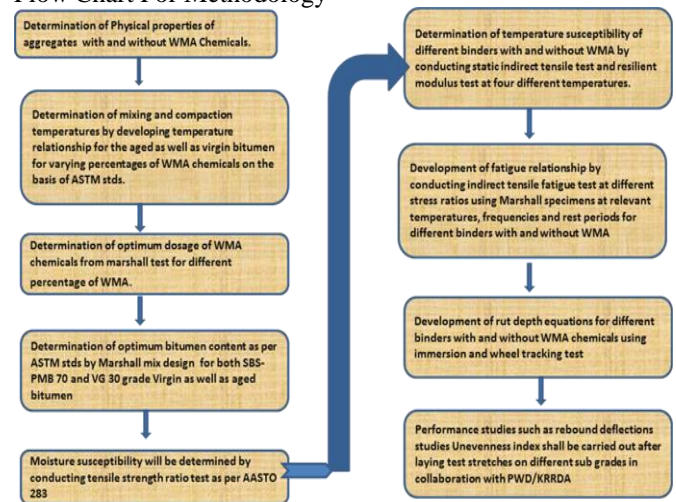 Flow Chart For Methodology
Determination of Physical properties of
aggregates with and without WMA Chemicals.
Determination of mixing and compaction
temperatures by developing temperature
relationship for the aged as well as virgin bitumen
for varying percentages of WMA chemicals on the
basis of ASTM stds.
Determination of optimum dosage of WMA
chemicals from marshall test for different
percentage of WMA.
Determination of optimum bitumen content as per
ASTM stds by Marshall mix design for both SBS-
PMB 70 and VG 30 grade Virgin as well as aged
bitumen
Moisture susceptibility will be determined by
conducting tensile strength ratio test as per AASTO
283
Determination of temperature susceptibility of
different binders with and without WMA by
conducting static indirect tensile test and resilient
modulus test at four different temperatures.
Development of fatigue relationship by
conducting indirect tensile fatigue test at different
stress ratios using Marshall specimens at relevant
temperatures, frequencies and rest periods for
different binders with and without WMA
Development of rut depth equations for different
binders with and without WMA chemicals using
immersion and wheel tracking test
Performance studies such as rebound deflections
studies Unevenness index shall be carried out after
laying test stretches on different sub grades in
collaboration with PWD/KRRDA